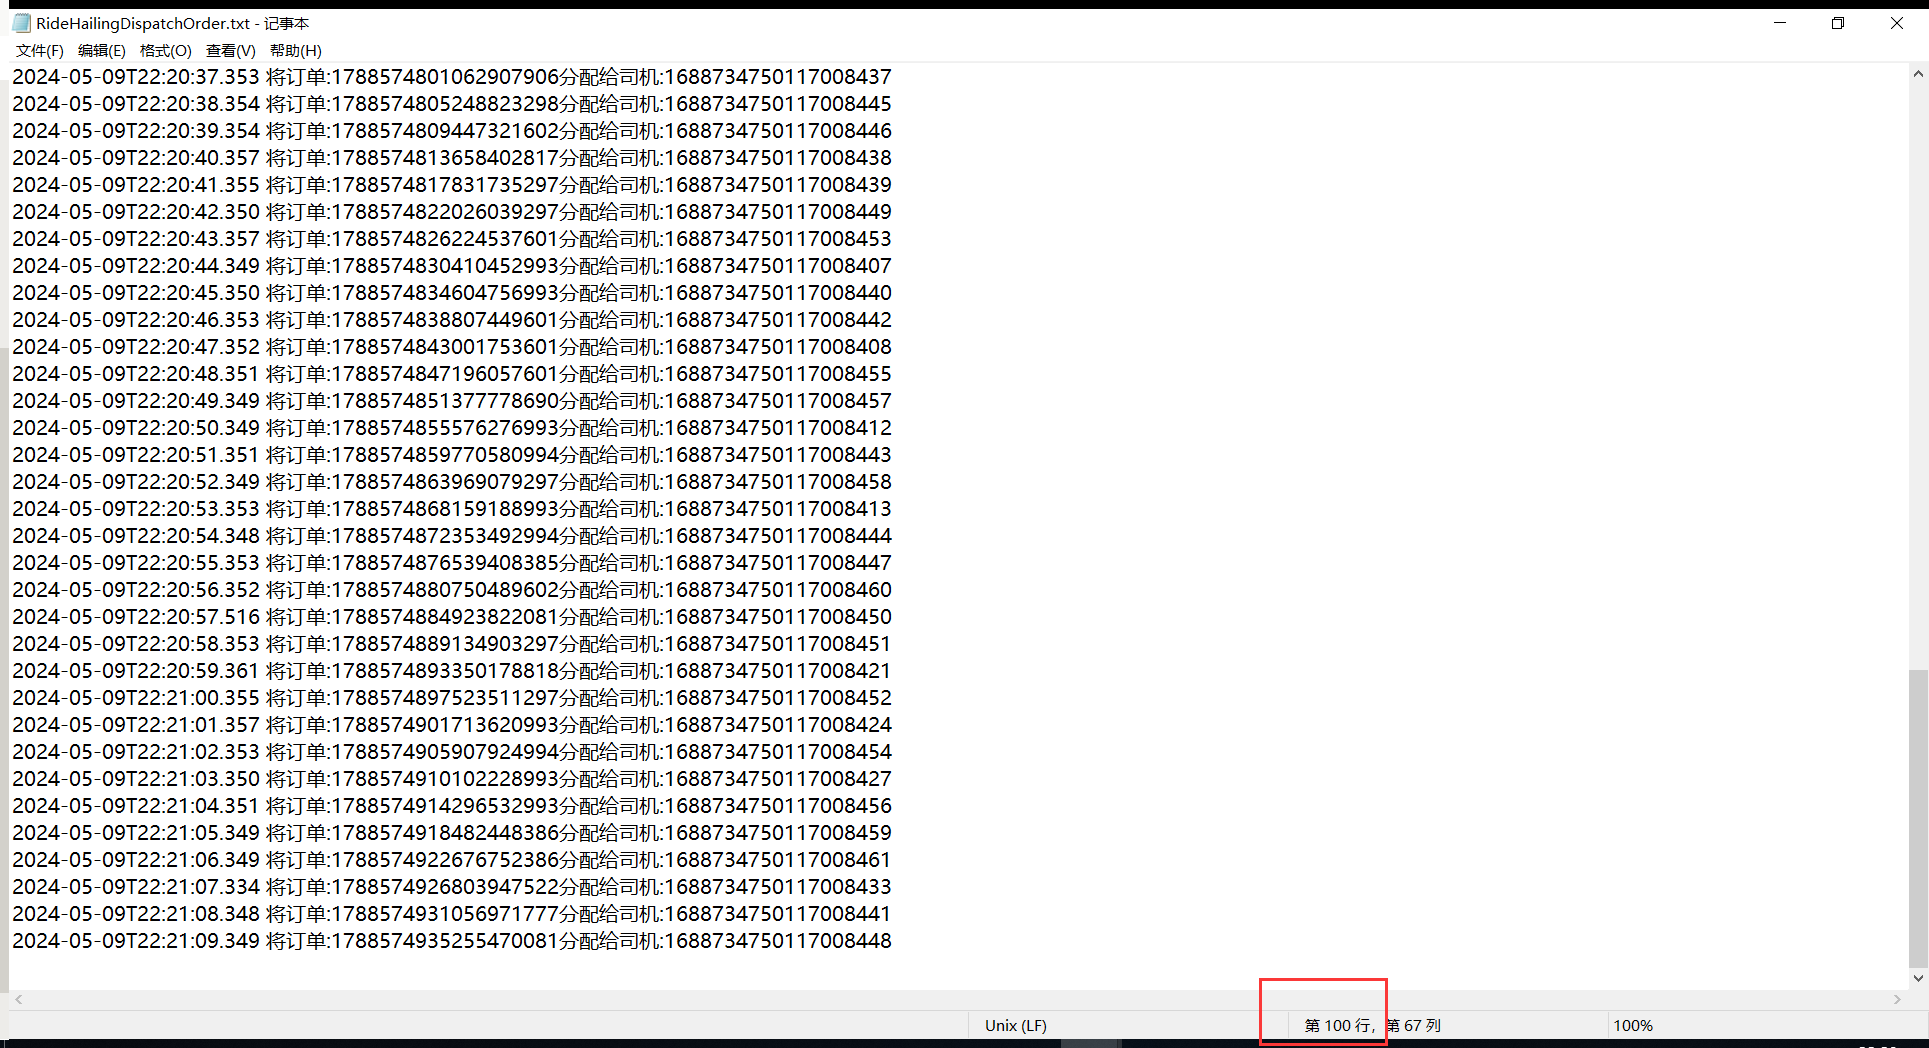 RideHailingDispatchOrder.txt - 记事本
文件(F) 编辑(E) 格式(O) 查看(V) 帮助(H)
2024-05-09T22:20:37.353 将订单:1788574801062907906分配给司机:1688734750117008437
2024-05-09T22:20:38.354 将订单:1788574805248823298分配给司机:1688734750117008445
2024-05-09T22:20:39.354 将订单:1788574809447321602分配给司机:1688734750117008446
2024-05-09T22:20:40.357 将订单:1788574813658402817分配给司机:1688734750117008438
2024-05-09T22:20:41.355 将订单:1788574817831735297分配给司机:1688734750117008439
2024-05-09T22:20:42.350 将订单:1788574822026039297分配给司机:1688734750117008449
2024-05-09T22:20:43.357 将订单:1788574826224537601分配给司机:1688734750117008453
2024-05-09T22:20:44.349 将订单:1788574830410452993分配给司机:1688734750117008407
2024-05-09T22:20:45.350 将订单:1788574834604756993分配给司机:1688734750117008440
2024-05-09T22:20:46.353 将订单:1788574838807449601分配给司机:1688734750117008442
2024-05-09T22:20:47.352 将订单:1788574843001753601分配给司机:1688734750117008408
2024-05-09T22:20:48.351 将订单:1788574847196057601分配给司机:1688734750117008455
2024-05-09T22:20:49.349 将订单:1788574851377778690分配给司机:1688734750117008457
2024-05-09T22:20:50.349 将订单:1788574855576276993分配给司机:1688734750117008412
2024-05-09T22:20:51.351 将订单:1788574859770580994分配给司机:1688734750117008443
2024-05-09T22:20:52.349 将订单:1788574863969079297分配给司机:1688734750117008458
2024-05-09T22:20:53.353 将订单:1788574868159188993分配给司机:1688734750117008413
2024-05-09T22:20:54.348 将订单:1788574872353492994分配给司机:1688734750117008444
2024-05-09T22:20:55.353 将订单:1788574876539408385分配给司机:1688734750117008447
2024-05-09T22:20:56.352 将订单:1788574880750489602分配给司机:1688734750117008460
2024-05-09T22:20:57.516 将订单:1788574884923822081分配给司机:1688734750117008450
2024-05-09T22:20:58.353 将订单:1788574889134903297分配给司机:1688734750117008451
2024-05-09T22:20:59.361 将订单:1788574893350178818分配给司机:1688734750117008421
2024-05-09T22:21:00.355 将订单:1788574897523511297分配给司机:1688734750117008452
2024-05-09T22:21:01.357 将订单:1788574901713620993分配给司机:1688734750117008424
2024-05-09T22:21:02.353 将订单:1788574905907924994分配给司机:1688734750117008454
2024-05-09T22:21:03.350 将订单:1788574910102228993分配给司机:1688734750117008427
2024-05-09T22:21:04.351 将订单:1788574914296532993分配给司机:1688734750117008456
2024-05-09T22:21:05.349 将订单:1788574918482448386分配给司机:1688734750117008459
2024-05-09T22:21:06.349 将订单:1788574922676752386分配给司机:1688734750117008461
2024-05-09T22:21:07.334 将订单:1788574926803947522分配给司机:1688734750117008433
2024-05-09T22:21:08.348 将订单:1788574931056971777分配给司机:1688734750117008441
2024-05-09T22:21:09.349 将订单:1788574935255470081分配给司机:1688734750117008448
Unix (LF) 第 100 行，第 67 列 100%